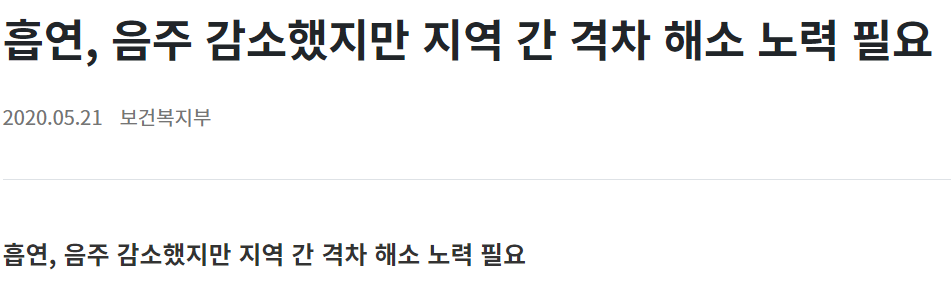 흡연, 음주 감소했지만 지역 간 격차 해소 노력 필요
2020.05.21 보건복지부
흡연, 음주 감소했지만 지역 간 격차 해소 노력 필요